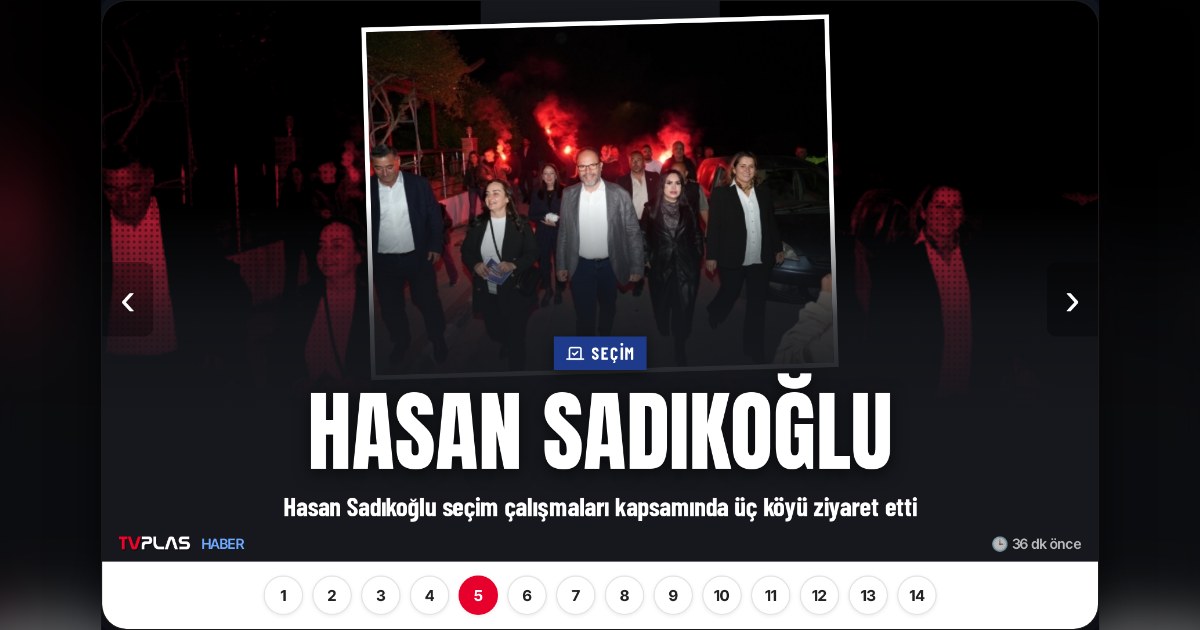 SEÇİM
HASAN SADIKOĞLU
Hasan Sadıkoğlu seçim çalışmaları kapsamında üç köyü ziyaret etti
TVPLAS HABER
36 dk önce
1 2 3 4 5 6 7 8 9 10 11 12 13 14